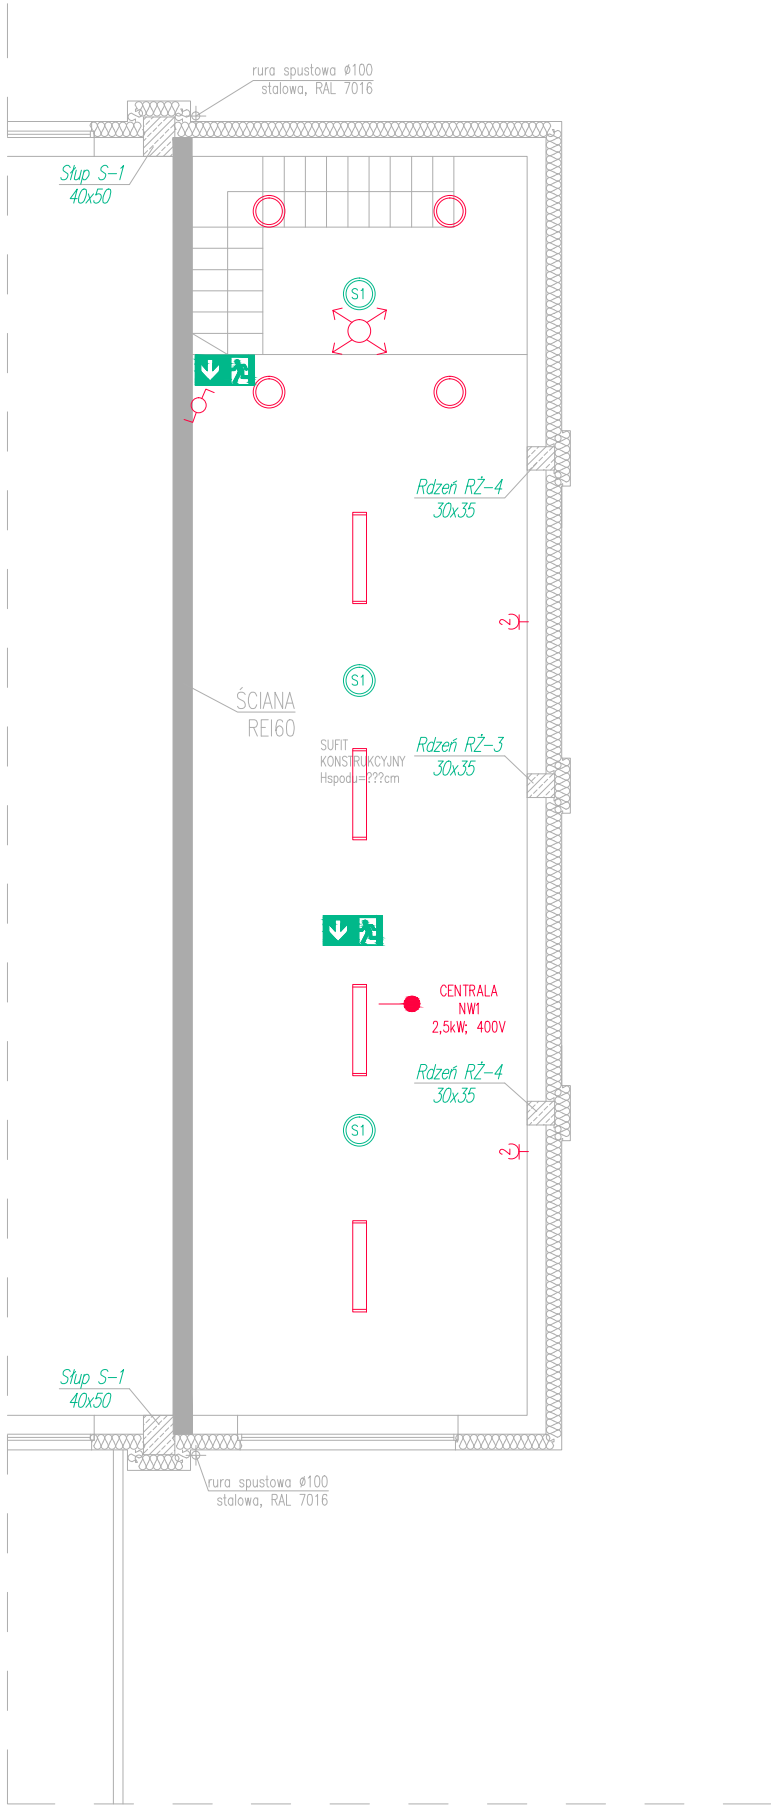 rura spustowa ø100
stalowa, RAL 7016
Słup S-1
40x50
S1
Rdzeń RŻ-4
30x35
2
S1
ŚCIANA
REI60
SUFIT
KONSTRUKCYJNY
Hspodu=???cm
Rdzeń RŻ-3
30x35
CENTRALA
NW1
2,5kW; 400V
Rdzeń RŻ-4
30x35
S1
2
Słup S-1
40x50
rura spustowa ø100
stalowa, RAL 7016